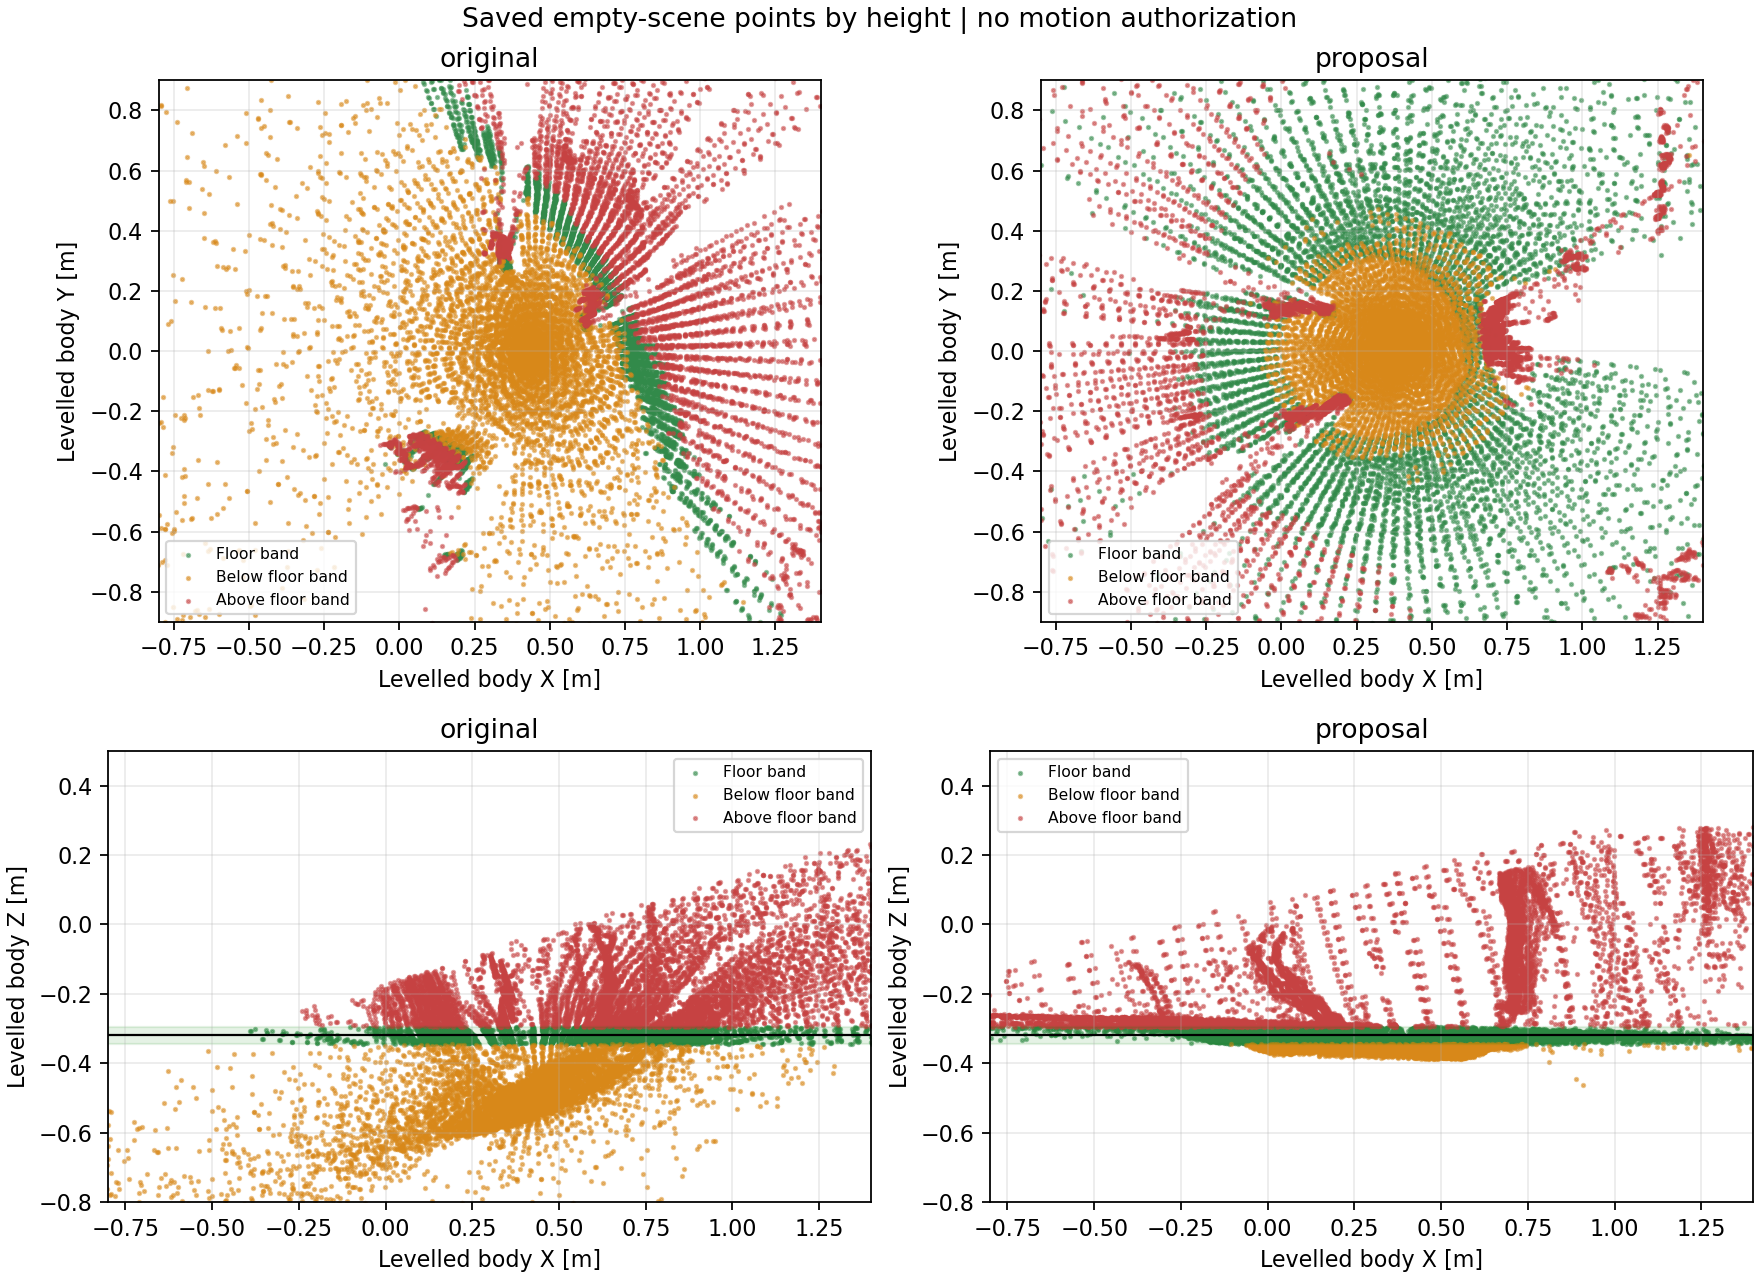 Saved empty-scene points by height | no motion authorization
original
0.8
0.6
0.4
0.2
0.0
−0.2
−0.4
−0.6
−0.8
Levelled body Y [m]
Floor band
Below floor band
Above floor band
−0.75 −0.50 −0.25 0.00 0.25 0.50 0.75 1.00 1.25
Levelled body X [m]
proposal
0.8
0.6
0.4
0.2
0.0
−0.2
−0.4
−0.6
−0.8
Levelled body Y [m]
Floor band
Below floor band
Above floor band
−0.75 −0.50 −0.25 0.00 0.25 0.50 0.75 1.00 1.25
Levelled body X [m]
original
0.4
0.2
0.0
−0.2
−0.4
−0.6
−0.8
Levelled body Z [m]
Floor band
Below floor band
Above floor band
−0.75 −0.50 −0.25 0.00 0.25 0.50 0.75 1.00 1.25
Levelled body X [m]
proposal
0.4
0.2
0.0
−0.2
−0.4
−0.6
−0.8
Levelled body Z [m]
Floor band
Below floor band
Above floor band
−0.75 −0.50 −0.25 0.00 0.25 0.50 0.75 1.00 1.25
Levelled body X [m]